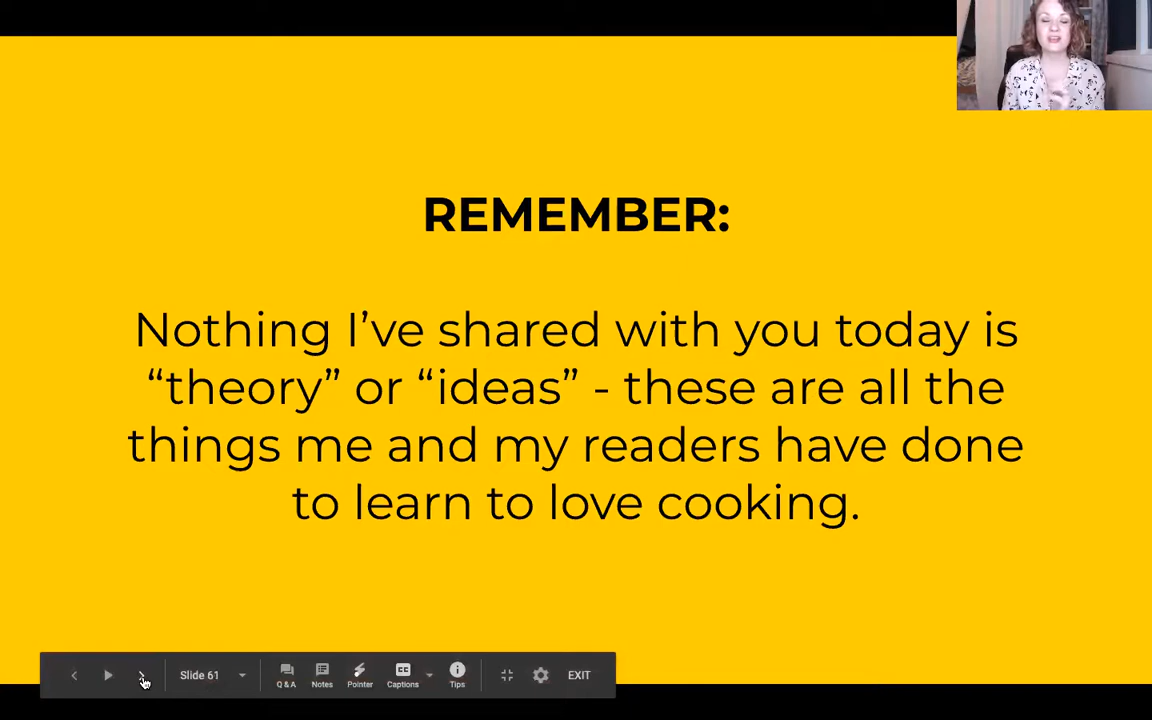 REMEMBER:
Nothing I’ve shared with you today is
“theory” or “ideas” - these are all the
things me and my readers have done
to learn to love cooking.
Slide 61
Q & A
Notes
Pointer
CC
Captions
Tips
EXIT